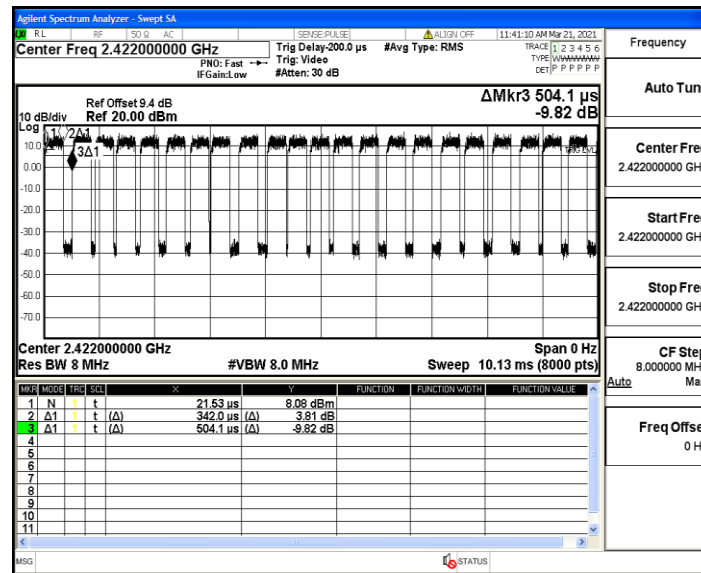 Agilent Spectrum Analyzer - Swept SA
RL RF 50 Ω AC SENSE:PULSE ALIGN OFF 11:41:10 AM Mar 21, 2021
Center Freq 2.422000000 GHz
PNO: Fast
IFGain:Low
Trig Delay-200.0 µs
Trig: Video
#Atten: 30 dB
#Avg Type: RMS
TRACE 1 2 3 4 5 6
TYPE
DET P P P P P P
Ref Offset 9.4 dB
10 dB/div Ref 20.00 dBm
Log
ΔMkr3 504.1 µs
-9.82 dB
10.0
0.00
-10.0
-20.0
-30.0
-40.0
-50.0
-60.0
-70.0
1 2Δ1
3Δ1
TRIG LVL
Center 2.422000000 GHz Span 0 Hz
Res BW 8 MHz #VBW 8.0 MHz Sweep 10.13 ms (8000 pts)
MKR MODE TRC SCL X Y FUNCTION FUNCTION WIDTH FUNCTION VALUE
1 N 1 t 21.53 µs 8.08 dBm
2 Δ1 1 t (Δ) 342.0 µs (Δ) 3.81 dB
3 Δ1 1 t (Δ) 504.1 µs (Δ) -9.82 dB
4
5
6
7
8
9
10
11
MSG STATUS
Frequency
Auto Tun
Center Fre
2.422000000 GH
Start Fre
2.422000000 GH
Stop Fre
2.422000000 GH
CF Step
8.000000 MH
Auto Ma
Freq Offse
0 H